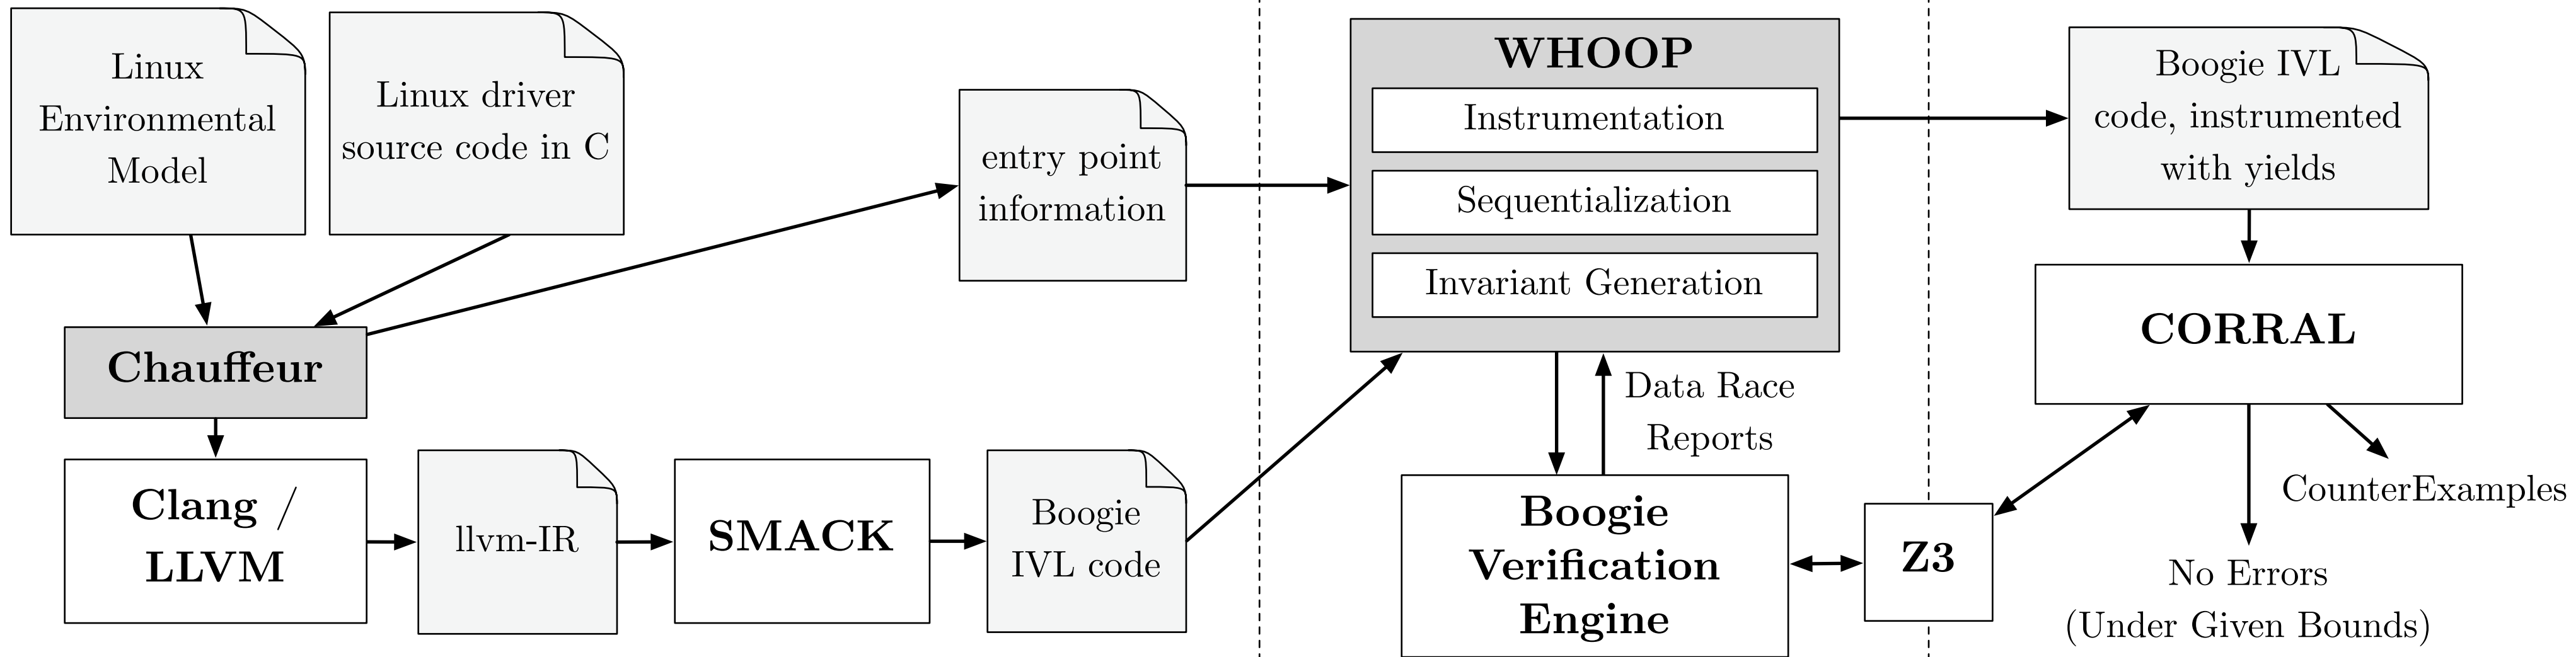 Linux
Environmental
Model
Linux driver
source code in C
Chauffeur
Clang /
LLVM
llvm-IR
SMACK
entry point
information
Boogie
IVL code
WHOOP
Instrumentation
Sequentialization
Invariant Generation
Data Race
Reports
Boogie
Verification
Engine
Z3
Boogie IVL
code, instrumented
with yields
CORRAL
CounterExamples
No Errors
(Under Given Bounds)